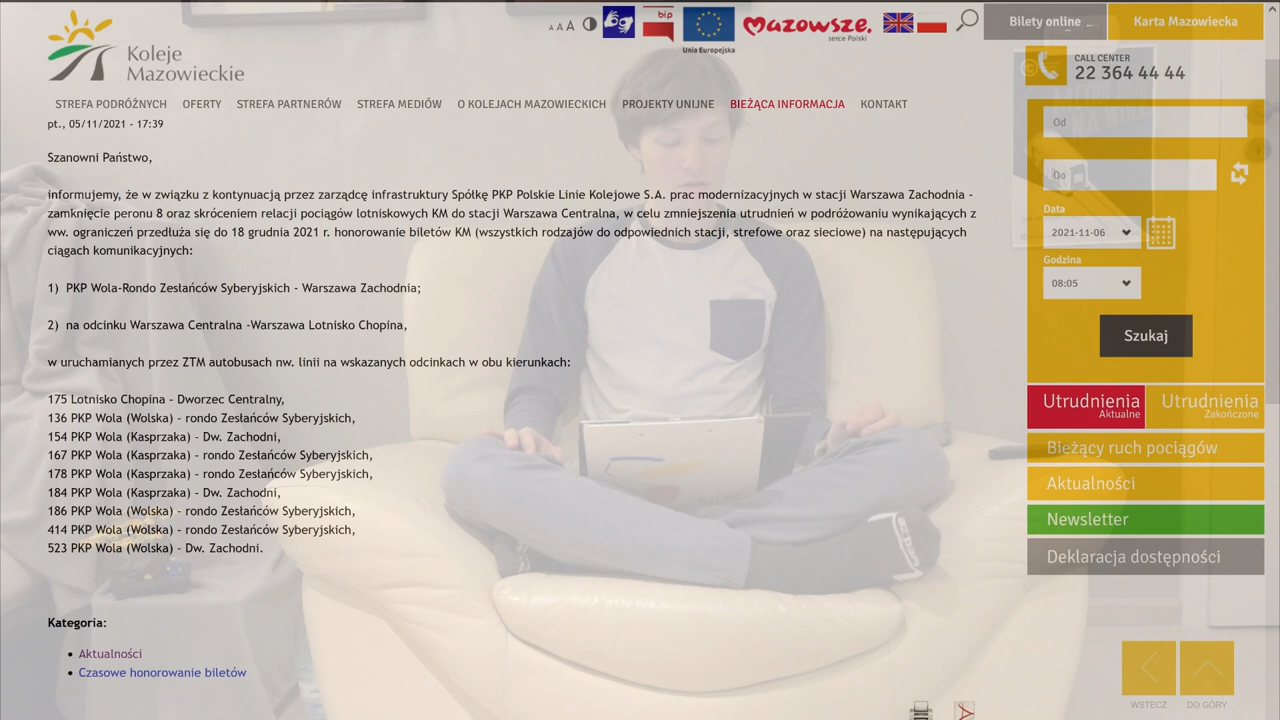 Koleje
Mazowieckie
A A A
bip
Unia Europejska
Mazowsze.
serce Polski
Bilety online
Karta Mazowiecka
CALL CENTER
22 364 44 44
STREFA PODRÓŻNYCH OFERTY STREFA PARTNERÓW STREFA MEDIÓW O KOLEJACH MAZOWIECKICH PROJEKTY UNIJNE BIEŻĄCA INFORMACJA KONTAKT
pt., 05/11/2021 - 17:39
Szanowni Państwo,
informujemy, że w związku z kontynuacją przez zarządcę infrastruktury Spółkę PKP Polskie Linie Kolejowe S.A. prac modernizacyjnych w stacji Warszawa Zachodnia -
zamknięcie peronu 8 oraz skróceniem relacji pociągów lotniskowych KM do stacji Warszawa Centralna, w celu zmniejszenia utrudnień w podróżowaniu wynikających z
ww. ograniczeń przedłuża się do 18 grudnia 2021 r. honorowanie biletów KM (wszystkich rodzajów do odpowiednich stacji, strefowe oraz sieciowe) na następujących
ciągach komunikacyjnych:
1) PKP Wola-Rondo Zesłańców Syberyjskich - Warszawa Zachodnia;
2) na odcinku Warszawa Centralna -Warszawa Lotnisko Chopina,
w uruchamianych przez ZTM autobusach nw. linii na wskazanych odcinkach w obu kierunkach:
175 Lotnisko Chopina – Dworzec Centralny,
136 PKP Wola (Wolska) – rondo Zesłańców Syberyjskich,
154 PKP Wola (Kasprzaka) – Dw. Zachodni,
167 PKP Wola (Kasprzaka) – rondo Zesłańców Syberyjskich,
178 PKP Wola (Kasprzaka) – rondo Zesłańców Syberyjskich,
184 PKP Wola (Kasprzaka) – Dw. Zachodni,
186 PKP Wola (Wolska) – rondo Zesłańców Syberyjskich,
414 PKP Wola (Wolska) – rondo Zesłańców Syberyjskich,
523 PKP Wola (Wolska) – Dw. Zachodni.
Kategoria:
Aktualności
Czasowe honorowanie biletów
Od
Do
Data
2021-11-06
Godzina
08:05
Szukaj
Utrudnienia
Aktualne
Utrudnienia
Zakończone
Bieżący ruch pociągów
Aktualności
Newsletter
Deklaracja dostępności
WSTECZ
DO GÓRY